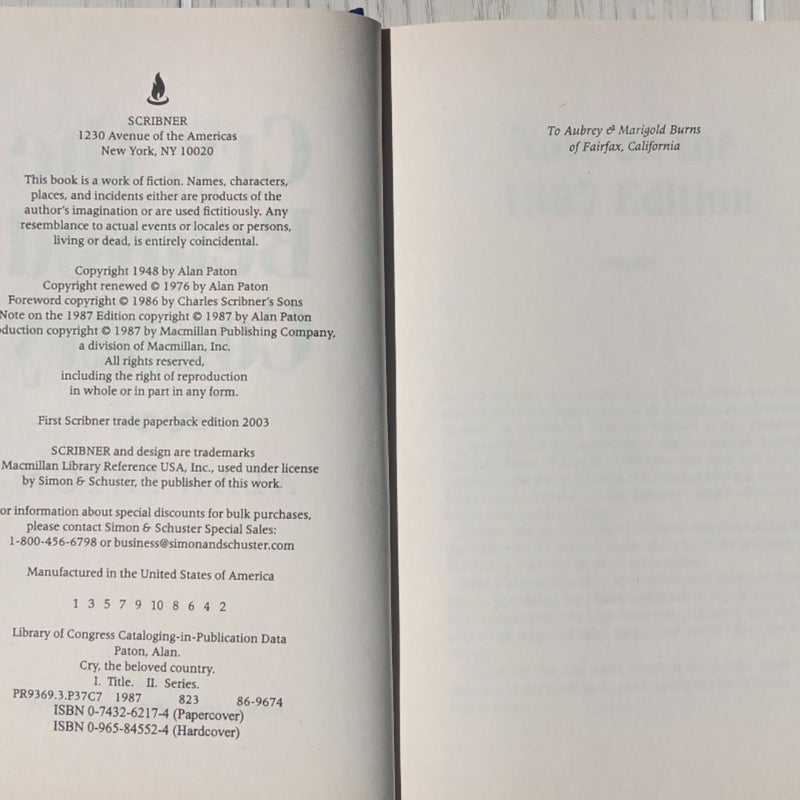 SCRIBNER
1230 Avenue of the Americas
New York, NY 10020
This book is a work of fiction. Names, characters,
places, and incidents either are products of the
author's imagination or are used fictitiously. Any
resemblance to actual events or locales or persons,
living or dead, is entirely coincidental.
Copyright 1948 by Alan Paton
Copyright renewed © 1976 by Alan Paton
Foreword copyright © 1986 by Charles Scribner's Sons
Note on the 1987 Edition copyright © 1987 by Alan Paton
oduction copyright © 1987 by Macmillan Publishing Company,
a division of Macmillan, Inc.
All rights reserved,
including the right of reproduction
in whole or in part in any form.
First Scribner trade paperback edition 2003
SCRIBNER and design are trademarks
Macmillan Library Reference USA, Inc., used under license
by Simon & Schuster, the publisher of this work.
or information about special discounts for bulk purchases,
please contact Simon & Schuster Special Sales:
1-800-456-6798 or business@simonandschuster.com
Manufactured in the United States of America
1 3 5 7 9 10 8 6 4 2
Library of Congress Cataloging-in-Publication Data
Paton, Alan.
Cry, the beloved country.
I. Title. II. Series.
PR9369.3.P37C7 1987 823 86-9674
ISBN 0-7432-6217-4 (Papercover)
ISBN 0-965-84552-4 (Hardcover)
To Aubrey & Marigold Burns
of Fairfax, California